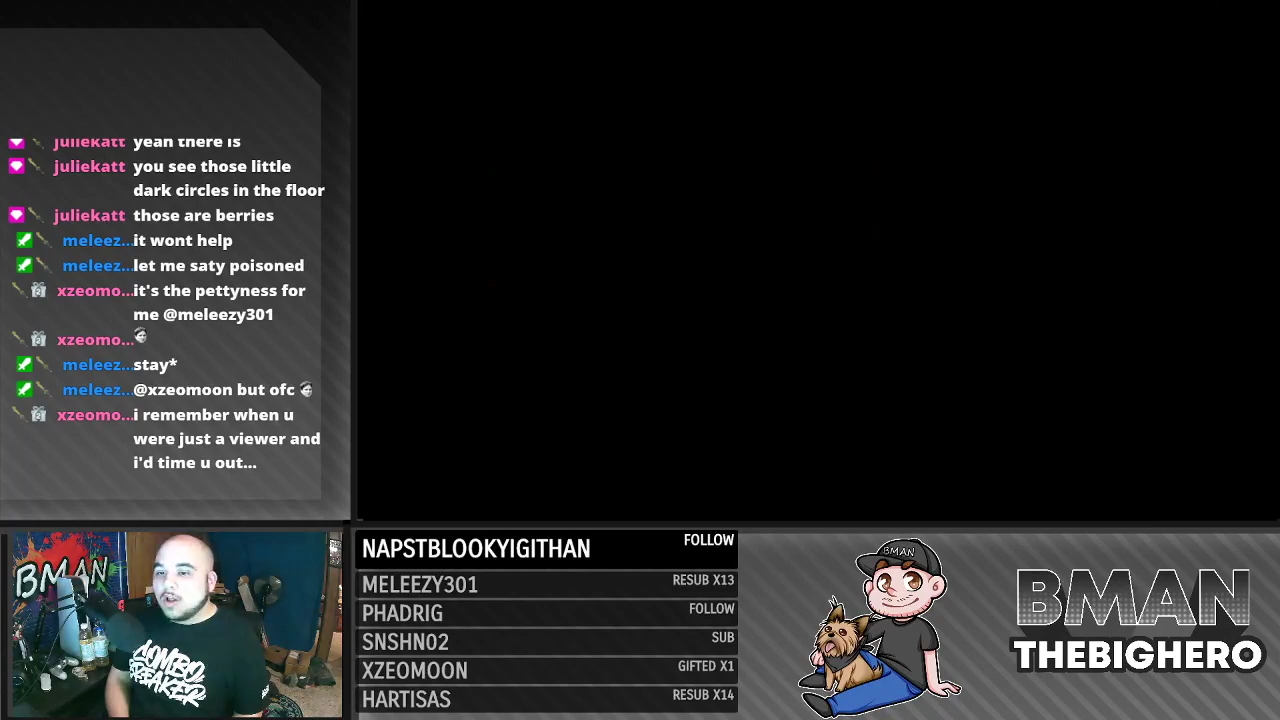 juliekatt yeah there is
juliekatt you see those little
dark circles in the floor
juliekatt those are berries
meleez... it wont help
meleez... let me saty poisoned
xzeomo... it's the pettyness for
me @meleezy301
xzeomo...
meleez... stay*
meleez... @xzeomoon but ofc
xzeomo... i remember when u
were just a viewer and
i'd time u out...
BMAN
COMBO
BREAKER
NAPSTBLOOKYIGITHAN FOLLOW
MELEEZY301 RESUB X13
PHADRIG FOLLOW
SNSHN02 SUB
XZEOMOON GIFTED X1
HARTISAS RESUB X14
BMAN
BMAN
THEBIGHERO